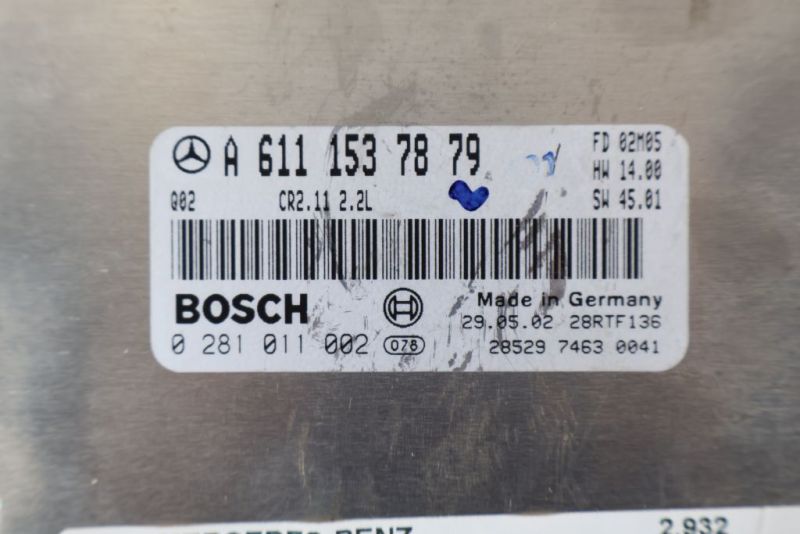 A 611 153 78 79
FD 02M05
HW 14.00
Q02 CR2.11 2.2L SW 45.01
BOSCH Made in Germany
29.05.02 28RTF136
0 281 011 002 078 28529 7463 0041
BENZ 2.932